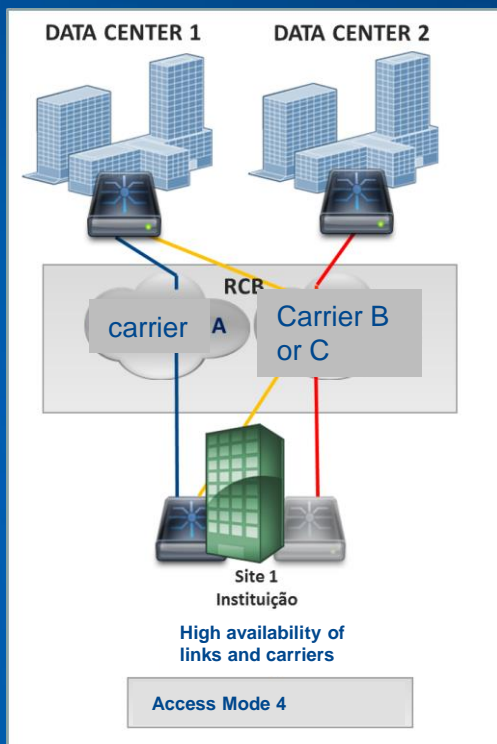 DATA CENTER 1
DATA CENTER 2
RCB
carrier A
Carrier B
or C
Site 1
Instituição
High availability of
links and carriers
Access Mode 4